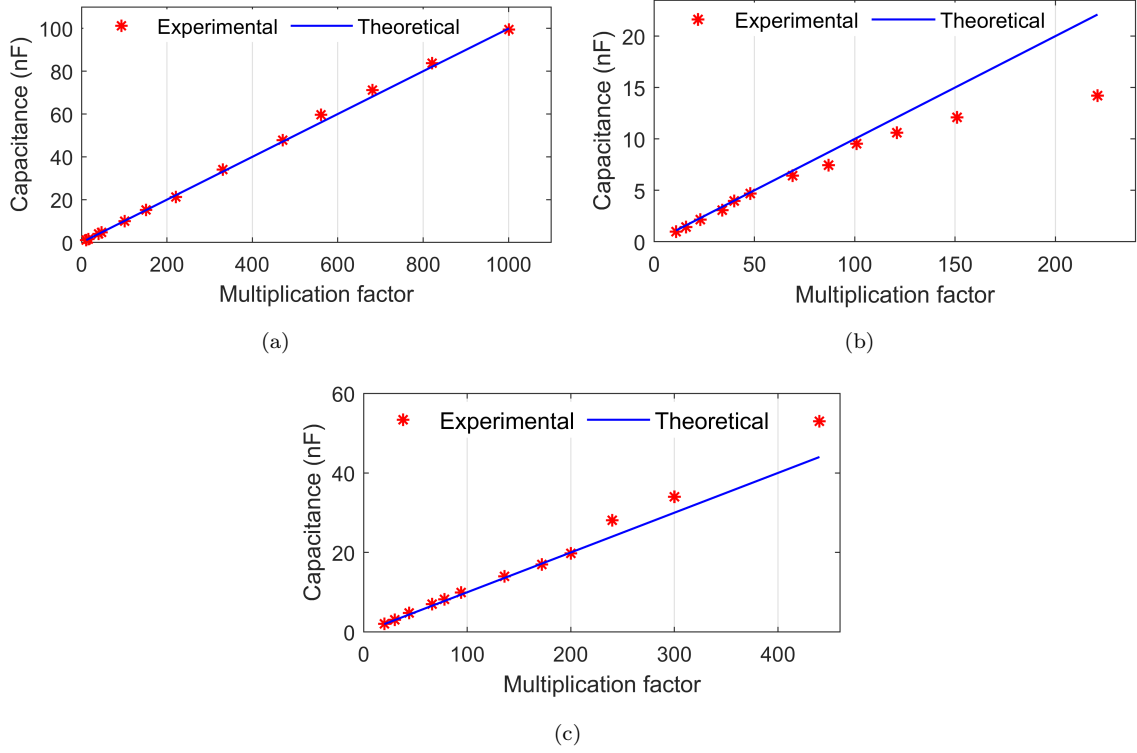 Experimental Theoretical
100
80
60
40
20
0
Capacitance (nF)
0 200 400 600 800 1000
Multiplication factor
(a)
Experimental Theoretical
20
15
10
5
0
Capacitance (nF)
0 50 100 150 200
Multiplication factor
(b)
Experimental Theoretical
60
40
20
0
Capacitance (nF)
0 100 200 300 400
Multiplication factor
(c)